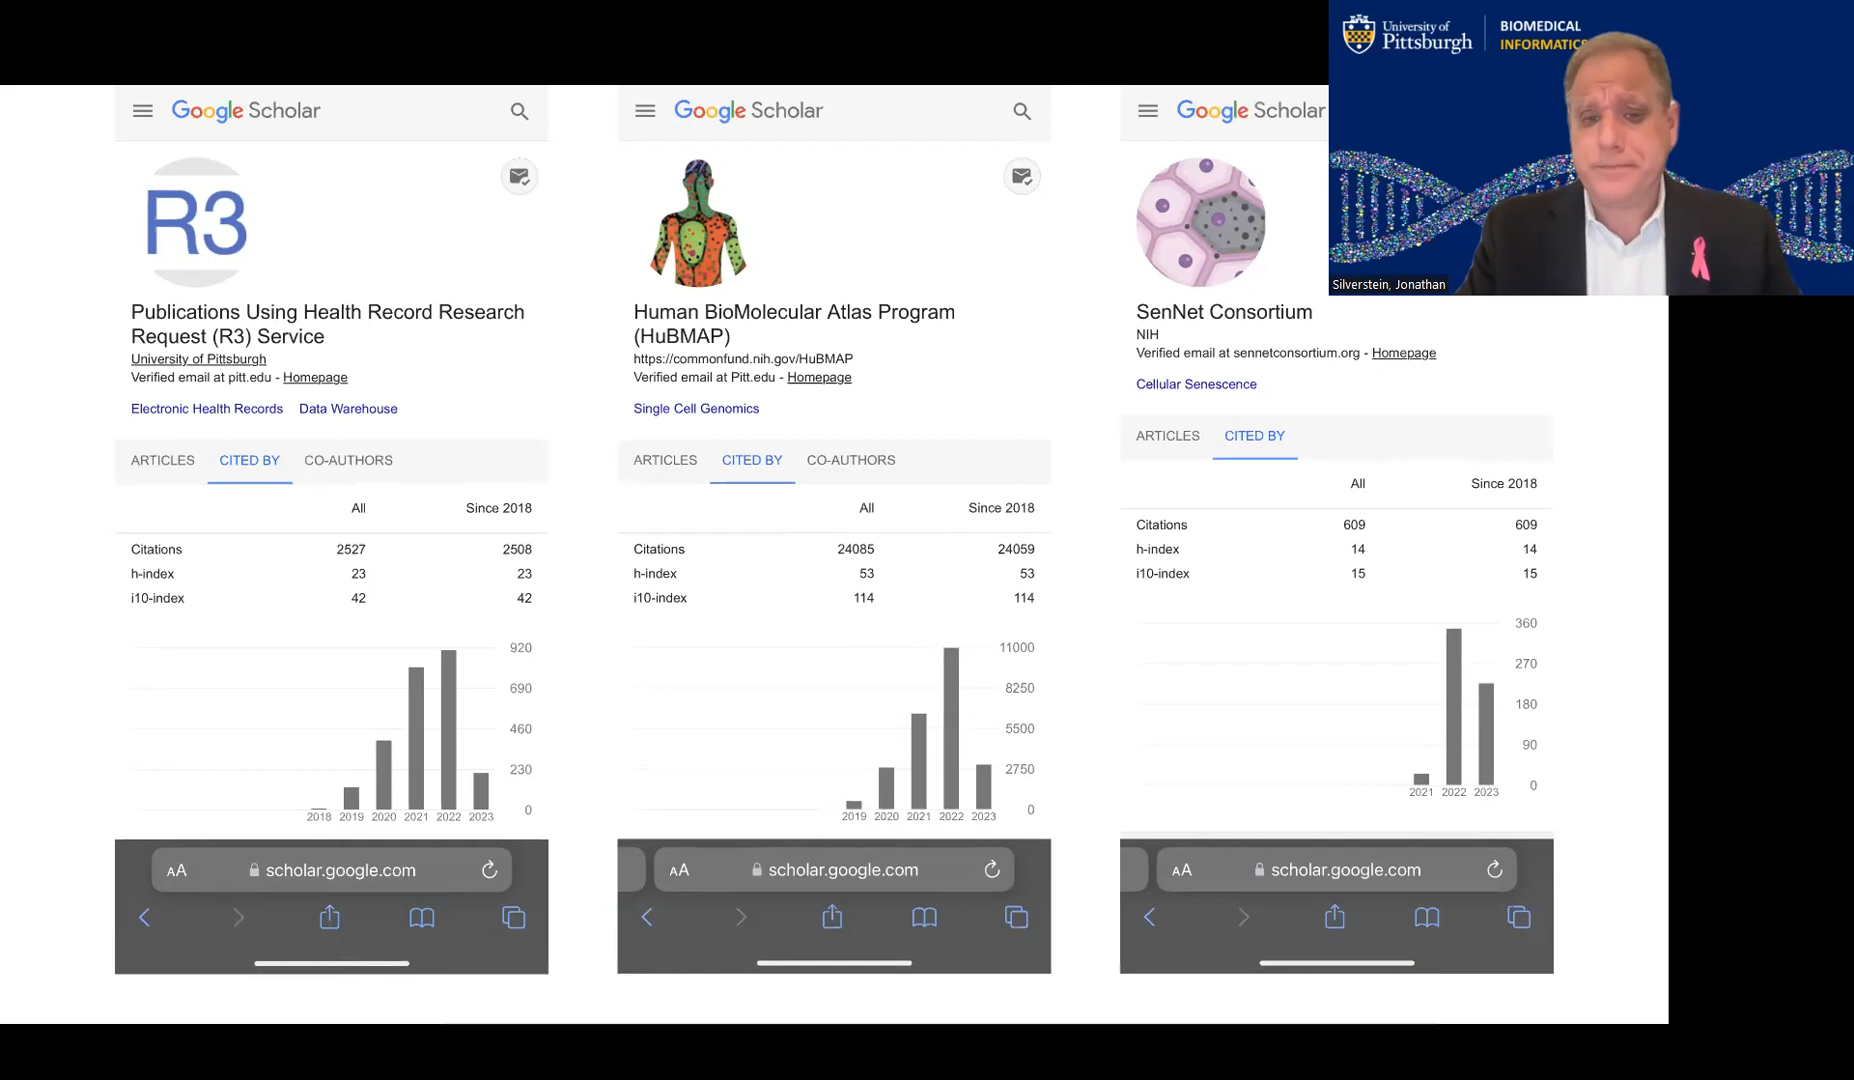 University of
Pittsburgh
BIOMEDICAL
INFORMATICS
Silverstein, Jonathan
Google Scholar
R3
Publications Using Health Record Research
Request (R3) Service
University of Pittsburgh
Verified email at pitt.edu - Homepage
Electronic Health Records Data Warehouse
ARTICLES CITED BY CO-AUTHORS
All Since 2018
Citations 2527 2508
h-index 23 23
i10-index 42 42
920
690
460
230
0
2018 2019 2020 2021 2022 2023
AA scholar.google.com
Google Scholar
Human BioMolecular Atlas Program
(HuBMAP)
https://commonfund.nih.gov/HuBMAP
Verified email at Pitt.edu - Homepage
Single Cell Genomics
ARTICLES CITED BY CO-AUTHORS
All Since 2018
Citations 24085 24059
h-index 53 53
i10-index 114 114
11000
8250
5500
2750
0
2019 2020 2021 2022 2023
AA scholar.google.com
Google Scholar
SenNet Consortium
NIH
Verified email at sennetconsortium.org - Homepage
Cellular Senescence
ARTICLES CITED BY
All Since 2018
Citations 609 609
h-index 14 14
i10-index 15 15
360
270
180
90
0
2021 2022 2023
AA scholar.google.com